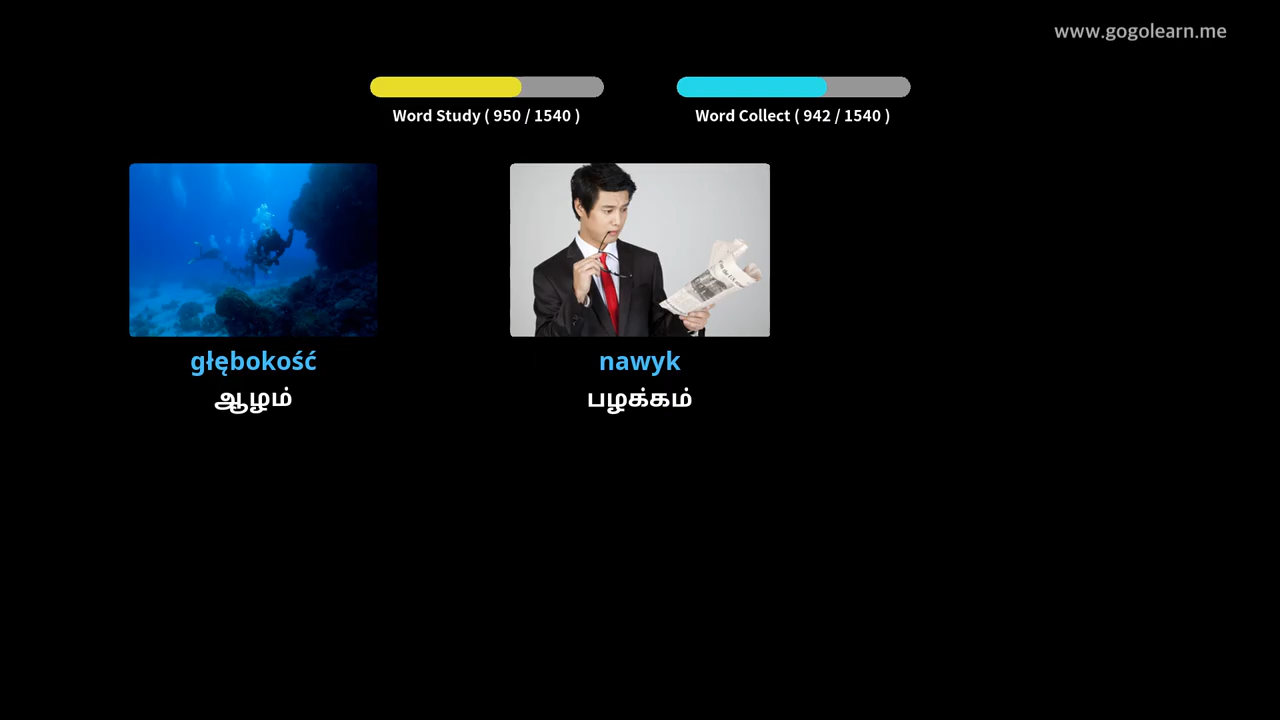 www.gogolearn.me
Word Study ( 950 / 1540 )
Word Collect ( 942 / 1540 )
głębokość
ஆழம்
nawyk
பழக்கம்